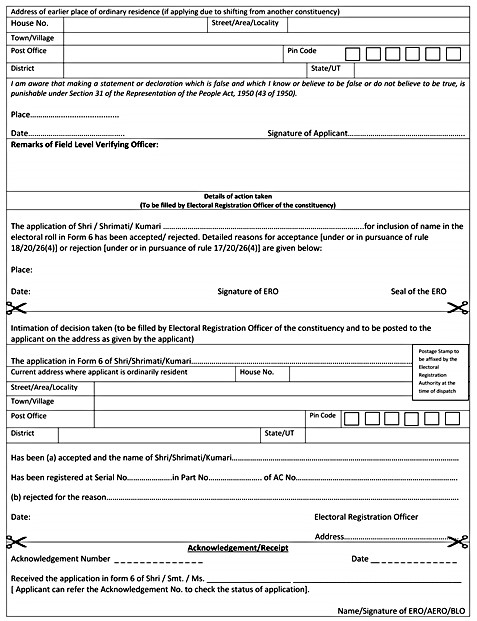 Address of earlier place of ordinary residence (if applying due to shifting from another constituency)
House No. Street/Area/Locality
Town/Village
Post Office Pin Code
District State/UT
I am aware that making a statement or declaration which is false and which I know or believe to be false or do not believe to be true, is
punishable under Section 31 of the Representation of the People Act, 1950 (43 of 1950).
Place...............................
Date................................ Signature of Applicant...............................
Remarks of Field Level Verifying Officer:
Details of action taken
(To be filled by Electoral Registration Officer of the constituency)
The application of Shri / Shrimati/ Kumari ...............................for inclusion of name in the
electoral roll in Form 6 has been accepted/ rejected. Detailed reasons for acceptance [under or in pursuance of rule
18/20/26(4)] or rejection [under or in pursuance of rule 17/20/26(4)] are given below:
Place:
Date: Signature of ERO Seal of the ERO
Intimation of decision taken (to be filled by Electoral Registration Officer of the constituency and to be posted to the
applicant on the address as given by the applicant)
Postage Stamp to
be affixed by the
Electoral
Registration
Authority at the
time of dispatch
The application in Form 6 of Shri/Shrimati/Kumari...............................
Current address where applicant is ordinarily resident House No.
Street/Area/Locality
Town/Village
Post Office Pin Code
District State/UT
Has been (a) accepted and the name of Shri/Shrimati/Kumari...............................
Has been registered at Serial No.....................in Part No..................... of AC No...............................
(b) rejected for the reason...............................
Date: Electoral Registration Officer
Address...............................
Acknowledgement/Receipt
Acknowledgement Number _ _ _ _ _ _ _ _ _ _ _ _ Date _ _ _ _ _ _ _ _ _ _ _
Received the application in form 6 of Shri / Smt. / Ms. ____________________
[ Applicant can refer the Acknowledgement No. to check the status of application].
Name/Signature of ERO/AERO/BLO